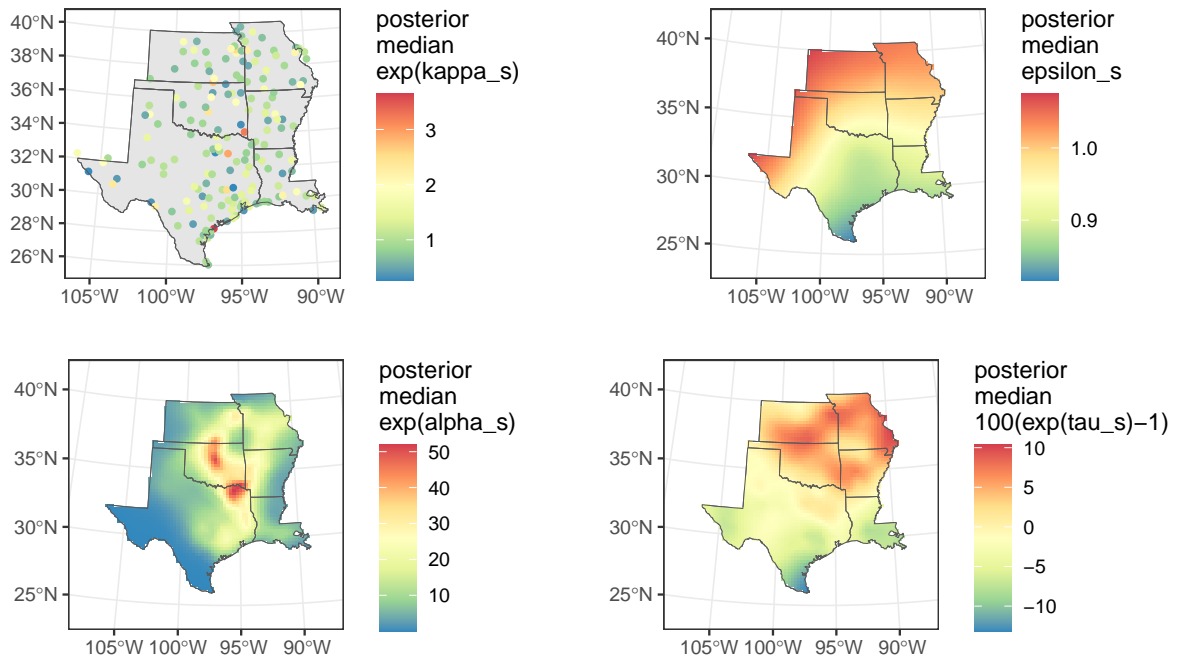 posterior
median
exp(kappa_s)
40°N
38°N
36°N
34°N
32°N
30°N
28°N
26°N
105°W 100°W 95°W 90°W
3
2
1
posterior
median
epsilon_s
40°N
35°N
30°N
25°N
105°W 100°W 95°W 90°W
1.0
0.9
posterior
median
exp(alpha_s)
40°N
35°N
30°N
25°N
105°W 100°W 95°W 90°W
50
40
30
20
10
posterior
median
100(exp(tau_s)−1)
40°N
35°N
30°N
25°N
105°W 100°W 95°W 90°W
10
5
0
−5
−10